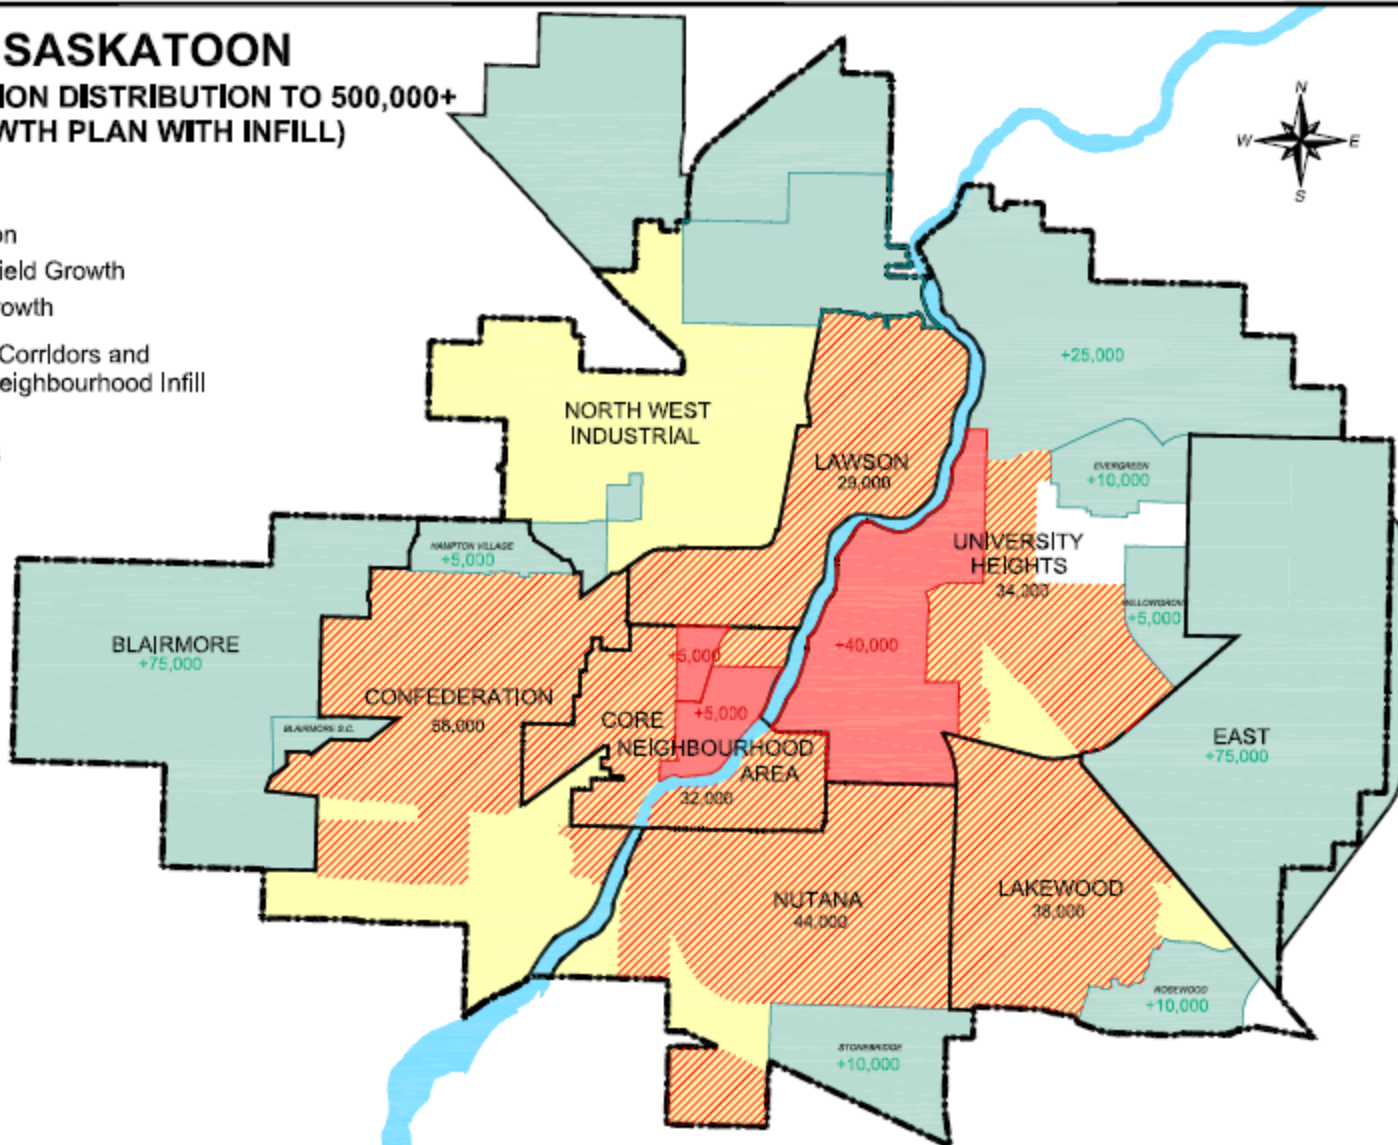 SASKATOON
ION DISTRIBUTION TO 500,000+
WTH PLAN WITH INFILL)
on
ield Growth
rowth
Corridors and
eighbourhood Infill
s
N
W E
S
+25,000
NORTH WEST
INDUSTRIAL
LAWSON
29,000
EVERGREEN
+10,000
UNIVERSITY
HEIGHTS
34,000
HAMPTON VILLAGE
+5,000
WILLOWGROVE
+5,000
BLAIRMORE
+75,000
+5,000
+40,000
CONFEDERATION
58,000
BLAIRMORE S.C.
CORE
NEIGHBOURHOOD
AREA
32,000
+5,000
EAST
+75,000
NUTANA
44,000
LAKEWOOD
38,000
ROSEWOOD
+10,000
STONEBRIDGE
+10,000